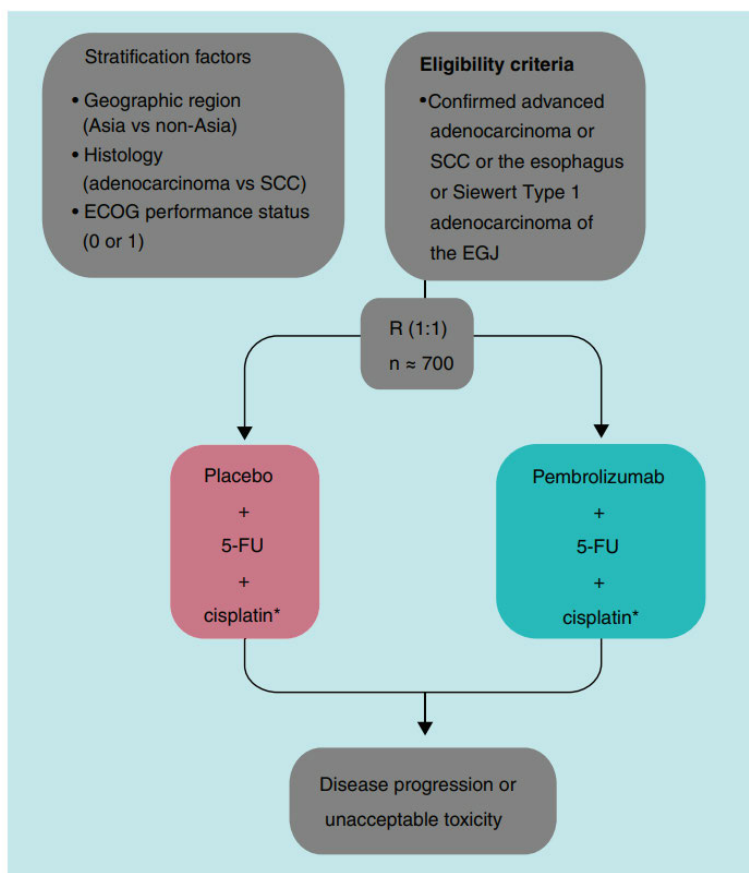 Stratification factors
• Geographic region
(Asia vs non-Asia)
• Histology
(adenocarcinoma vs SCC)
• ECOG performance status
(0 or 1)
Eligibility criteria
•Confirmed advanced
adenocarcinoma or
SCC or the esophagus
or Siewert Type 1
adenocarcinoma of
the EGJ
R (1:1)
n ≈ 700
Placebo
+
5-FU
+
cisplatin*
Pembrolizumab
+
5-FU
+
cisplatin*
Disease progression or
unacceptable toxicity